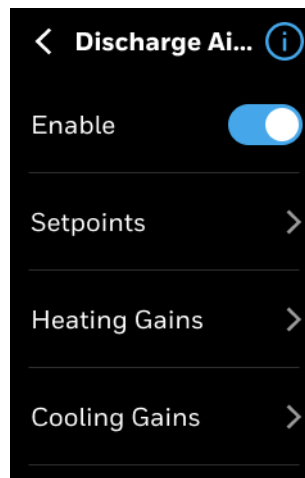 Discharge Ai...
Enable
Setpoints
Heating Gains
Cooling Gains